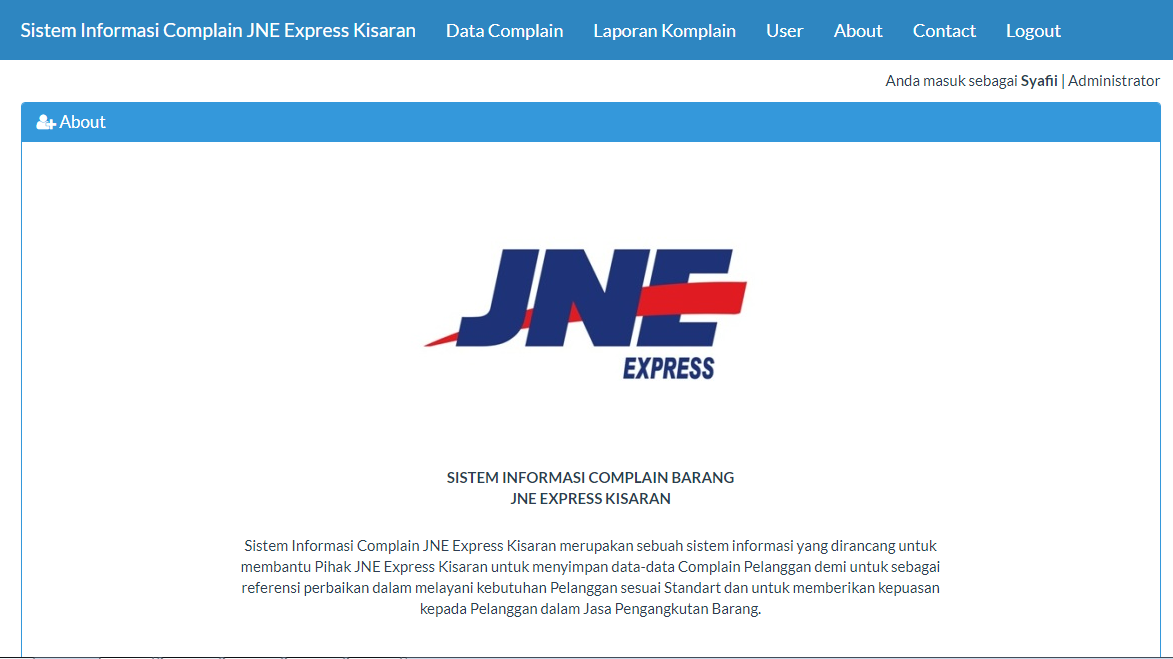 Sistem Informasi Complain JNE Express Kisaran Data Complain Laporan Komplain User About Contact Logout
Anda masuk sebagai Syafii | Administrator
About
JNE
EXPRESS
SISTEM INFORMASI COMPLAIN BARANG
JNE EXPRESS KISARAN
Sistem Informasi Complain JNE Express Kisaran merupakan sebuah sistem informasi yang dirancang untuk
membantu Pihak JNE Express Kisaran untuk menyimpan data-data Complain Pelanggan demi untuk sebagai
referensi perbaikan dalam melayani kebutuhan Pelanggan sesuai Standart dan untuk memberikan kepuasan
kepada Pelanggan dalam Jasa Pengangkutan Barang.